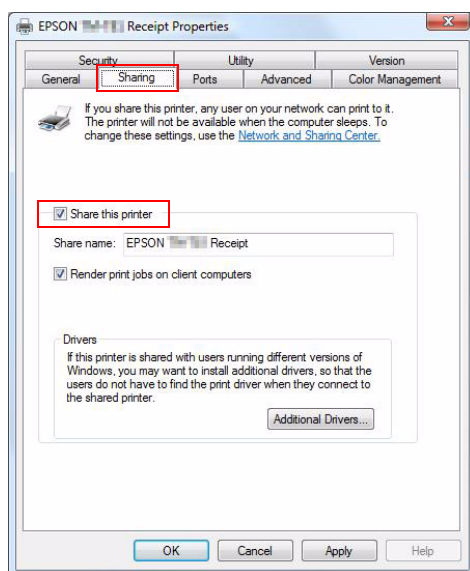 EPSON Receipt Properties
Security Utility Version
General Sharing Ports Advanced Color Management
If you share this printer, any user on your network can print to it.
The printer will not be available when the computer sleeps. To
change these settings, use the Network and Sharing Center.
Share this printer
Share name: EPSON Receipt
Render print jobs on client computers
Drivers
If this printer is shared with users running different versions of
Windows, you may want to install additional drivers, so that the
users do not have to find the print driver when they connect to
the shared printer.
Additional Drivers...
OK Cancel Apply Help